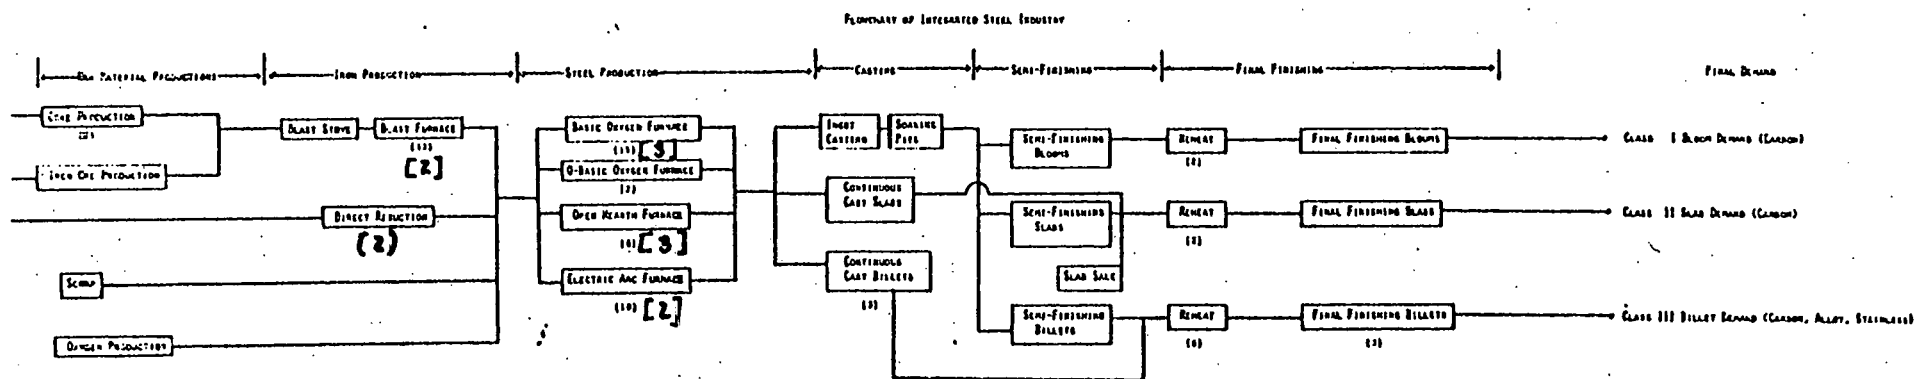 FLOWCHART OF INTEGRATED STEEL INDUSTRY
RAW MATERIAL PRODUCTIONS
IRON PRODUCTION
STEEL PRODUCTION
CASTING
SEMI-FINISHING
FINAL FINISHING
FINAL DEMAND
COKE PRODUCTION
IRON ORE PRODUCTION
SCRAP
OXYGEN PRODUCTION
BLAST STOVE
BLAST FURNACE
[2]
DIRECT REDUCTION
(2)
BASIC OXYGEN FURNACE
[3]
Q-BASIC OXYGEN FURNACE
OPEN HEARTH FURNACE
[3]
ELECTRIC ARC FURNACE
(10) [2]
INGOT
CASTING
SOAKING
PITS
CONTINUOUS
CAST SLABS
CONTINUOUS
CAST BILLETS
(3)
SEMI-FINISHING
BLOOMS
SEMI-FINISHING
SLABS
SLAB SALE
SEMI-FINISHING
BILLETS
REHEAT
REHEAT
REHEAT
FINAL FINISHING BLOOMS
FINAL FINISHING SLABS
FINAL FINISHING BILLETS
(3)
CLASS I BLOOM DEMAND (CARBON)
CLASS II SLAB DEMAND (CARBON)
CLASS III BILLET DEMAND (CARBON, ALLOY, STAINLESS)